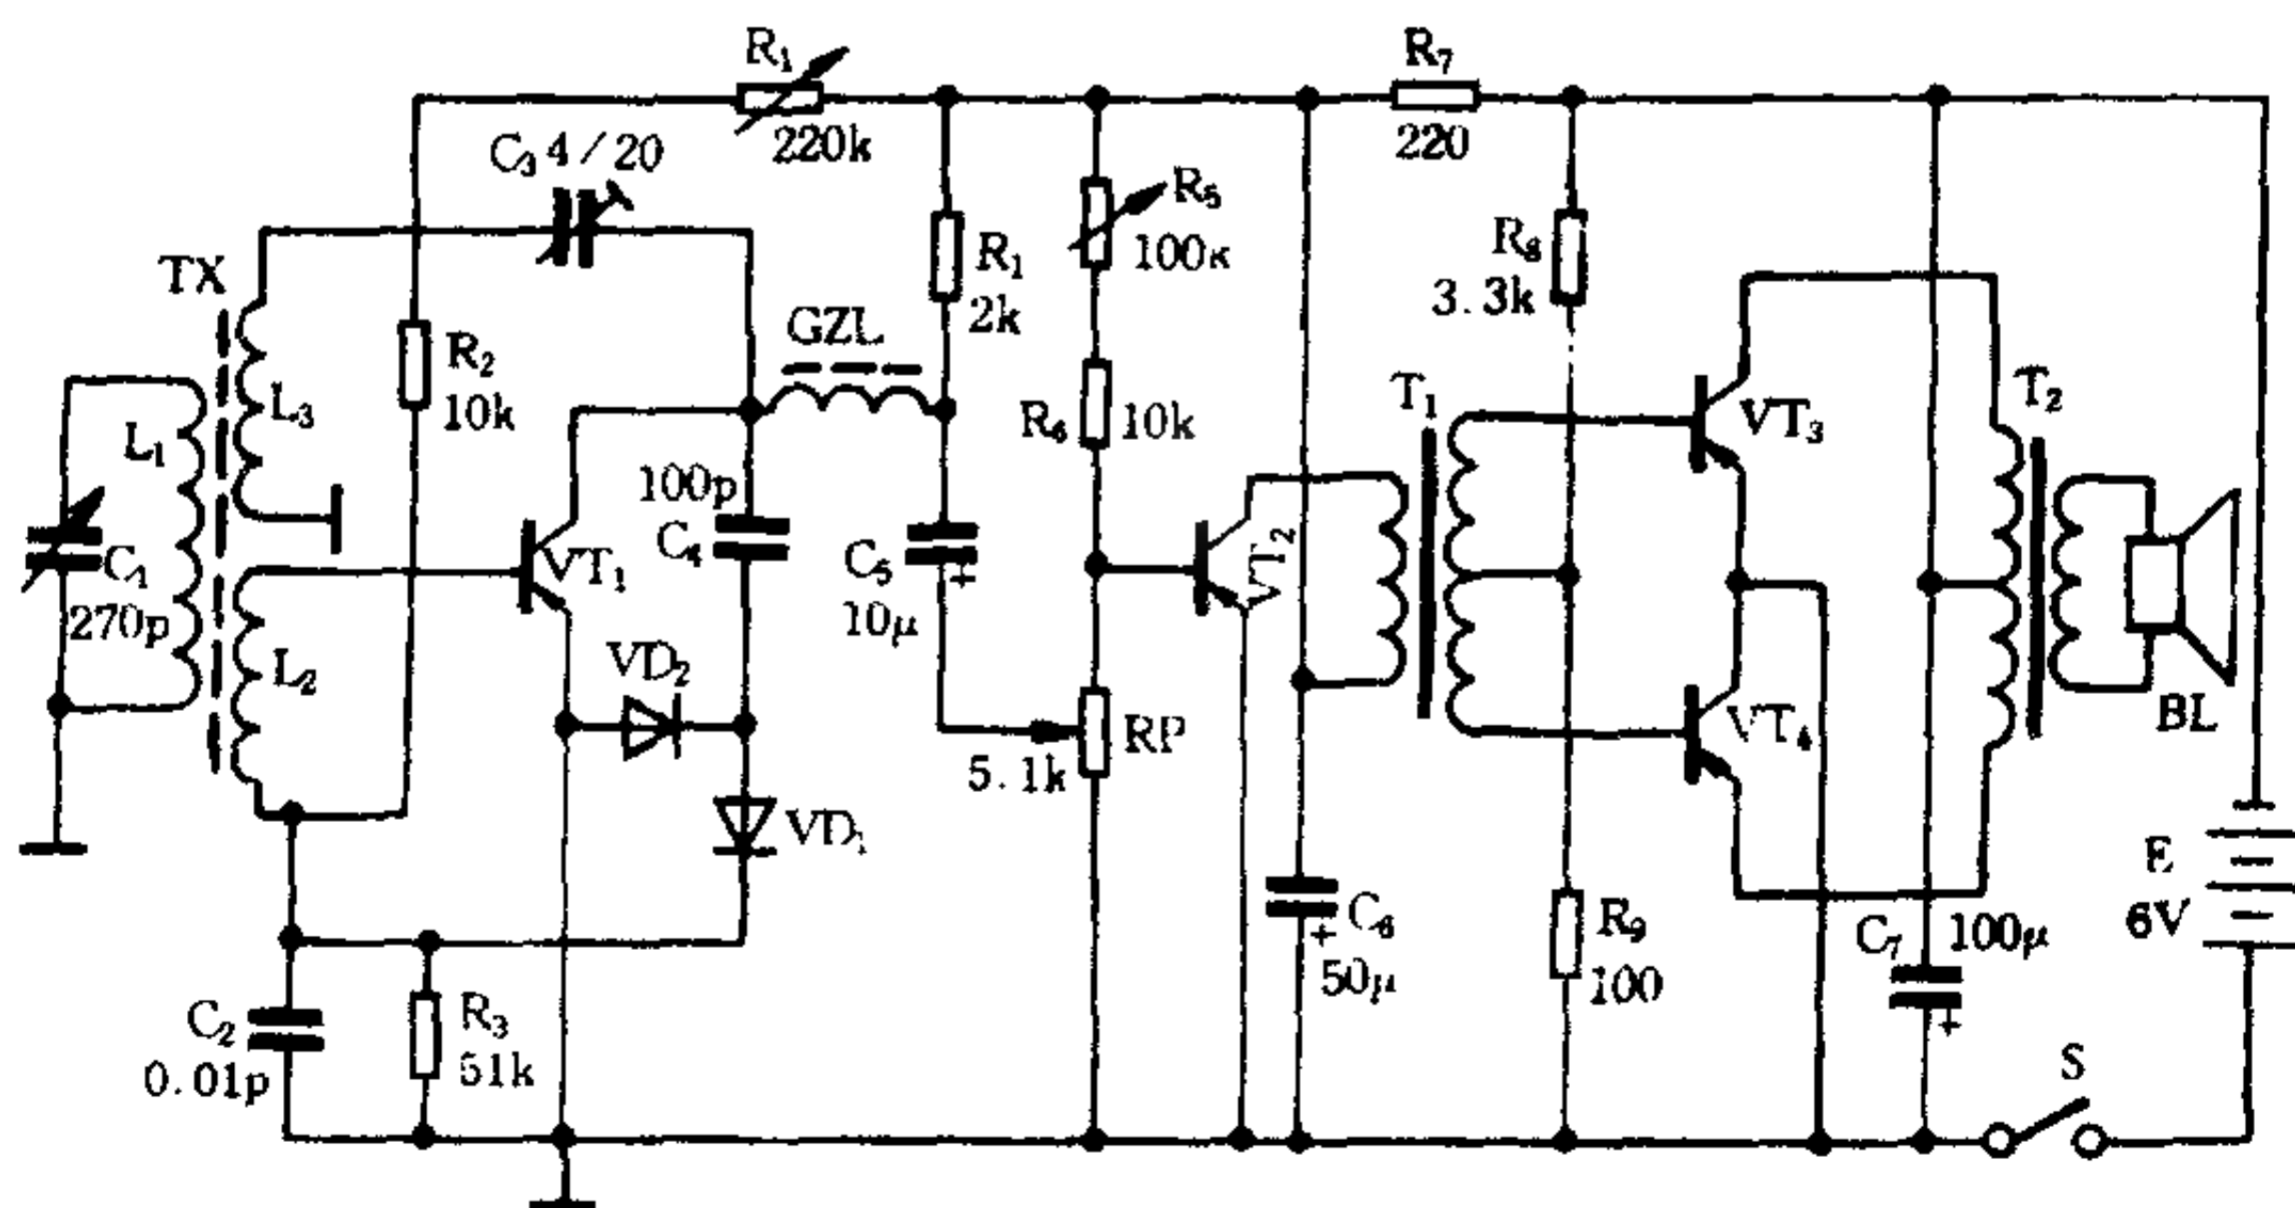 R₁
220k
C₃ 4/20
R₇
220
R₅
100к
R₈
3.3k
R₁
2k
TX
GZL
R₂
10k
L₃
L₁
R₆ 10k
T₁
VT₃
T₂
100p
C₄
VT₁
C₅
10μ
VT₂
C₁
270p
L₂
VD₂
RP
5.1k
VT₄
BL
VD₁
E
6V
C₆
50μ
R₉
100
C₇ 100μ
C₂
0.01p
R₃
51k
S
+
+
+